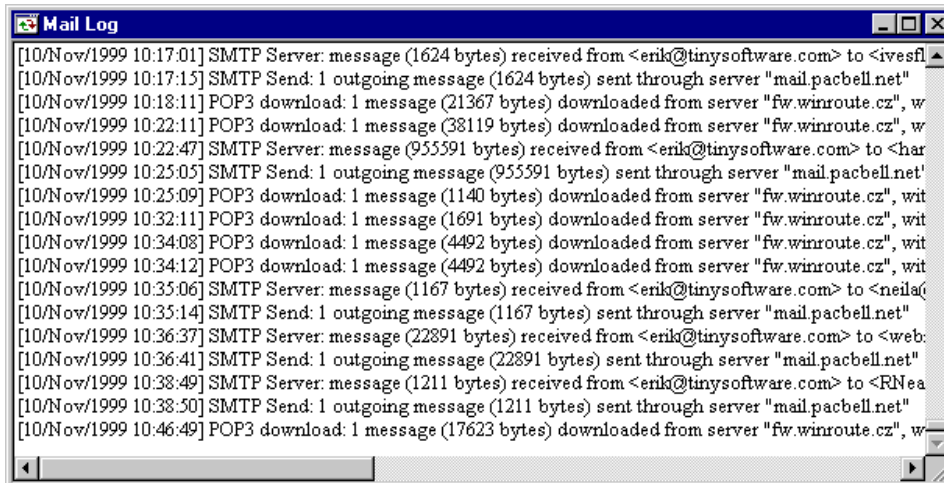 Mail Log
[10/Nov/1999 10:17:01] SMTP Server: message (1624 bytes) received from <erik@tinysoftware.com> to <ivesfl
[10/Nov/1999 10:17:15] SMTP Send: 1 outgoing message (1624 bytes) sent through server "mail.pacbell.net"
[10/Nov/1999 10:18:11] POP3 download: 1 message (21367 bytes) downloaded from server "fw.winroute.cz", w
[10/Nov/1999 10:22:11] POP3 download: 1 message (38119 bytes) downloaded from server "fw.winroute.cz", w
[10/Nov/1999 10:22:47] SMTP Server: message (955591 bytes) received from <erik@tinysoftware.com> to <har
[10/Nov/1999 10:25:05] SMTP Send: 1 outgoing message (955591 bytes) sent through server "mail.pacbell.net"
[10/Nov/1999 10:25:09] POP3 download: 1 message (1140 bytes) downloaded from server "fw.winroute.cz", wit
[10/Nov/1999 10:32:11] POP3 download: 1 message (1691 bytes) downloaded from server "fw.winroute.cz", wit
[10/Nov/1999 10:34:08] POP3 download: 1 message (4492 bytes) downloaded from server "fw.winroute.cz", wit
[10/Nov/1999 10:34:12] POP3 download: 1 message (4492 bytes) downloaded from server "fw.winroute.cz", wit
[10/Nov/1999 10:35:06] SMTP Server: message (1167 bytes) received from <erik@tinysoftware.com> to <neila@
[10/Nov/1999 10:35:14] SMTP Send: 1 outgoing message (1167 bytes) sent through server "mail.pacbell.net"
[10/Nov/1999 10:36:37] SMTP Server: message (22891 bytes) received from <erik@tinysoftware.com> to <web
[10/Nov/1999 10:36:41] SMTP Send: 1 outgoing message (22891 bytes) sent through server "mail.pacbell.net"
[10/Nov/1999 10:38:49] SMTP Server: message (1211 bytes) received from <erik@tinysoftware.com> to <RNea
[10/Nov/1999 10:38:50] SMTP Send: 1 outgoing message (1211 bytes) sent through server "mail.pacbell.net"
[10/Nov/1999 10:46:49] POP3 download: 1 message (17623 bytes) downloaded from server "fw.winroute.cz", w